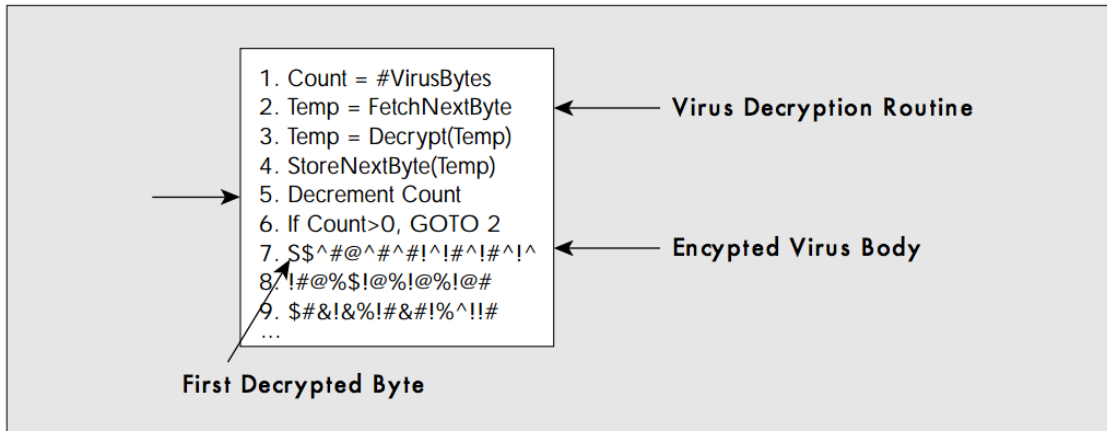 1. Count = #VirusBytes
2. Temp = FetchNextByte
Virus Decryption Routine
3. Temp = Decrypt(Temp)
4. StoreNextByte(Temp)
5. Decrement Count
6. If Count>0, GOTO 2
7. S$^#@^#^#!^!#^!#^!^
Encypted Virus Body
8. !#@%$!@%!@%!@#
9. $#&!&%!#&#!%^!!#
...
First Decrypted Byte